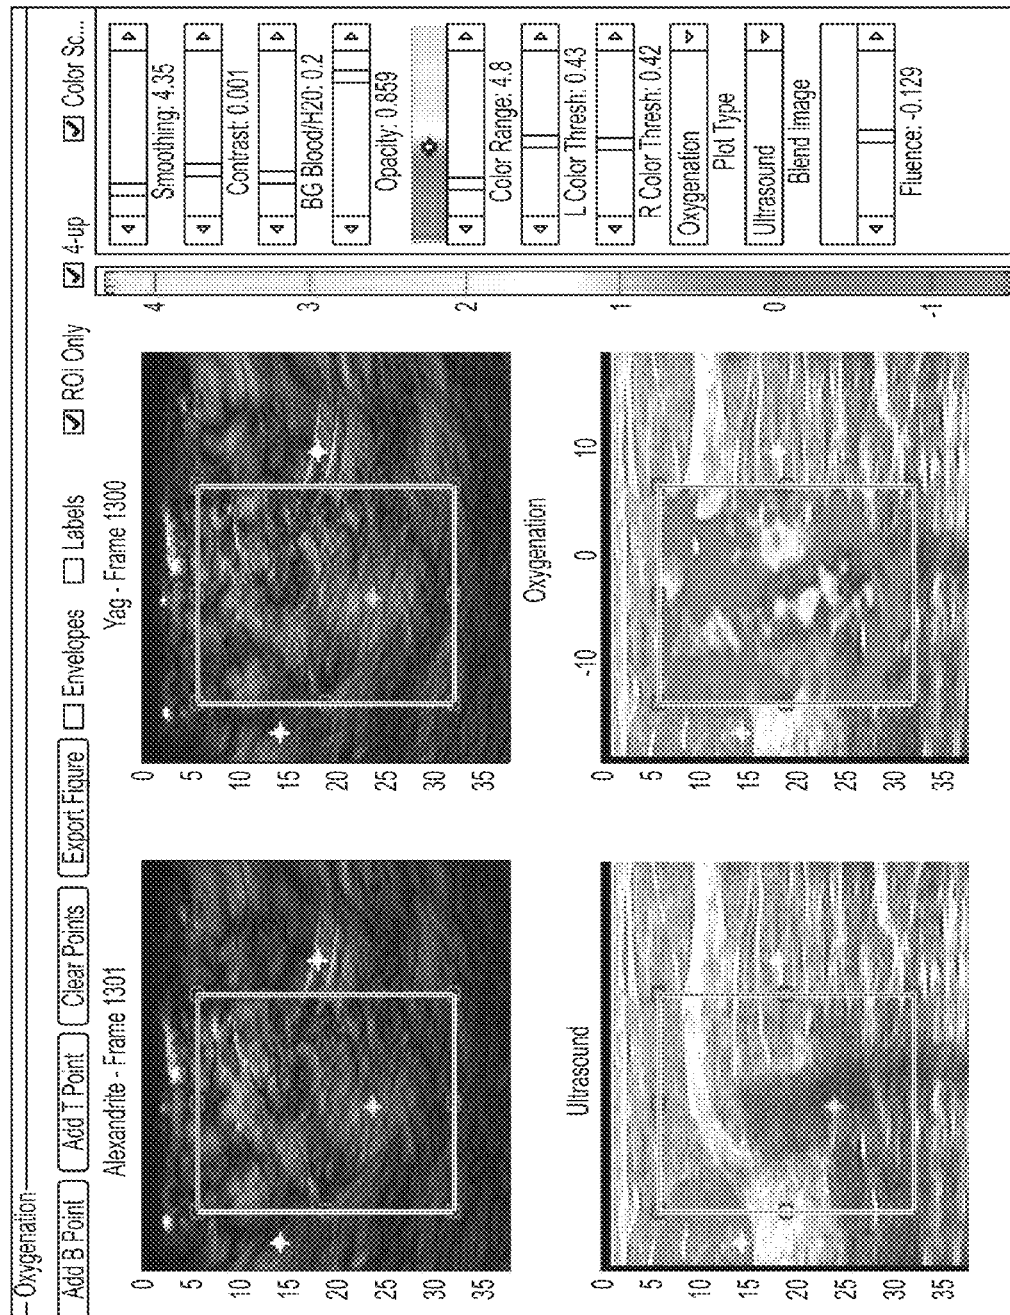 Oxygenation
Add B Point Add T Point Clear Points Export Figure Envelopes Labels ROI Only 4-up Color Sc...
Alexandrite - Frame 1301
0
5
10
15
20
25
30
35
Yag - Frame 1300
0
5
10
15
20
25
30
35
Ultrasound
0
5
10
15
20
25
30
35
Oxygenation
-10 0 10
0
5
10
15
20
25
30
35
-1 0 1 2 3 4
Smoothing: 4.35
Contrast: 0.001
BG Blood/H20: 0.2
Opacity: 0.859
Color Range: 4.8
L Color Thresh: 0.43
R Color Thresh: 0.42
Oxygenation
Plot Type
Ultrasound
Blend Image
Fluence: -0.129